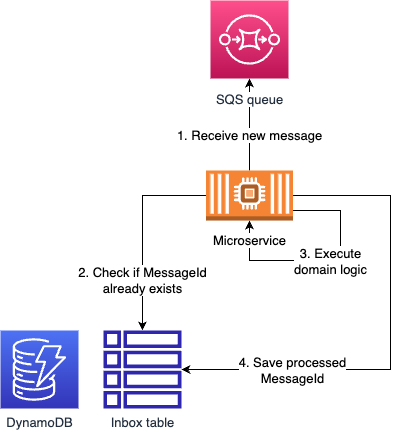 SQS queue
1. Receive new message
Microservice
3. Execute
domain logic
2. Check if MessageId
already exists
4. Save processed
MessageId
DynamoDB
Inbox table